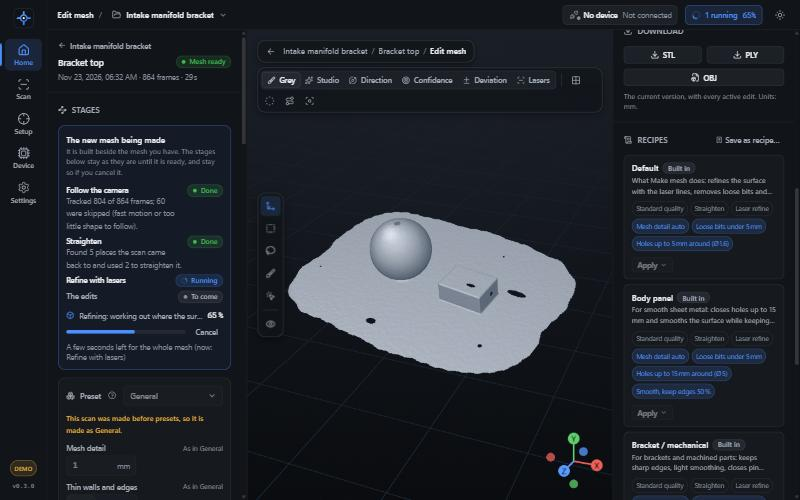 Edit mesh / Intake manifold bracket
No device Not connected
1 running 65%
Home
Scan
Setup
Device
Settings
DEMO
v0.3.0
Intake manifold bracket
Bracket top
Mesh ready
Nov 23, 2026, 06:32 AM · 864 frames · 29 s
STAGES
The new mesh being made
It is built beside the mesh you have. The stages
below stay as they are until it is ready, and stay
so if you cancel it.
Follow the camera
Done
Tracked 804 of 864 frames; 60
were skipped (fast motion or too
little shape to follow).
Straighten
Done
Found 5 places the scan came
back to and used 2 to straighten it.
Refine with lasers
Running
The edits
To come
Refining: working out where the sur... 65 %
Cancel
A few seconds left for the whole mesh (now:
Refine with lasers)
Preset
General
This scan was made before presets, so it is
made as General.
Mesh detail
As in General
1 mm
Thin walls and edges
As in General
Intake manifold bracket / Bracket top / Edit mesh
Grey
Studio
Direction
Confidence
Deviation
Lasers
Y
X
Z
DOWNLOAD
STL
PLY
OBJ
The current version, with every active edit. Units:
mm.
RECIPES
Save as recipe...
Default
Built in
What Make mesh does: refines the surface
with the laser lines, removes loose bits and...
Standard quality
Straighten
Laser refine
Mesh detail auto
Loose bits under 5 mm
Holes up to 5 mm around (Ø1.6)
Apply
Body panel
Built in
For smooth sheet metal: closes holes up to 15
mm and smooths the surface while keeping...
Standard quality
Straighten
Laser refine
Mesh detail auto
Loose bits under 5 mm
Holes up to 15 mm around (Ø5)
Smooth, keep edges 50 %
Apply
Bracket / mechanical
Built in
For brackets and machined parts: keeps
sharp edges, light smoothing, closes pin...
Standard quality
Straighten
Laser refine